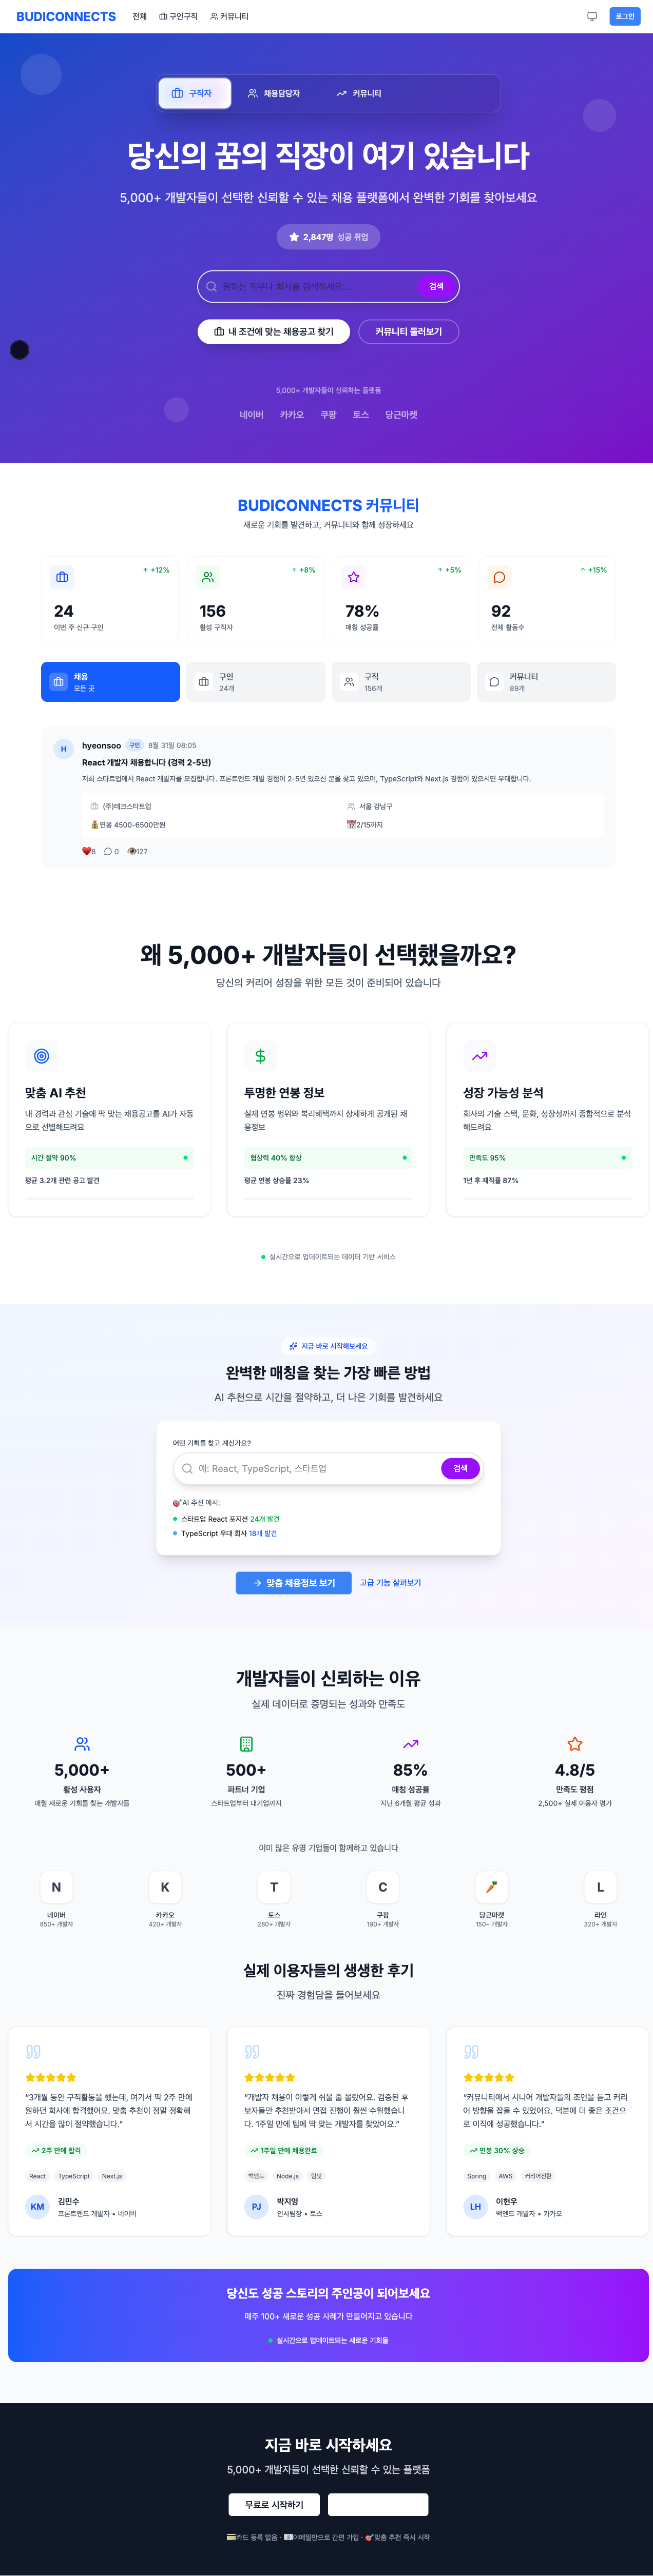 BUDICONNECTS 전체 구인구직 커뮤니티 로그인
구직자 채용담당자 커뮤니티
당신의 꿈의 직장이 여기 있습니다
5,000+ 개발자들이 선택한 신뢰할 수 있는 채용 플랫폼에서 완벽한 기회를 찾아보세요
2,847명 성공 취업
원하는 직무나 회사를 검색하세요... 검색
내 조건에 맞는 채용공고 찾기 커뮤니티 둘러보기
5,000+ 개발자들이 신뢰하는 플랫폼
네이버 카카오 쿠팡 토스 당근마켓
BUDICONNECTS 커뮤니티
새로운 기회를 발견하고, 커뮤니티와 함께 성장하세요
↑ +12% ↑ +8% ↑ +5% ↑ +15%
24 156 78% 92
이번 주 신규 구인 활성 구직자 매칭 성공률 전체 활동수
채용 구인 구직 커뮤니티
모든 곳 24개 156개 89개
H hyeonsoo 구인 8월 31일 08:05
React 개발자 채용합니다 (경력 2-5년)
저희 스타트업에서 React 개발자를 모집합니다. 프론트엔드 개발 경험이 2-5년 있으신 분을 찾고 있으며, TypeScript와 Next.js 경험이 있으시면 우대합니다.
(주)테크스타트업 서울 강남구
💰연봉 4500-6500만원 📅2/15까지
❤️8 0 👁️127
왜 5,000+ 개발자들이 선택했을까요?
당신의 커리어 성장을 위한 모든 것이 준비되어 있습니다
맞춤 AI 추천
내 경력과 관심 기술에 딱 맞는 채용공고를 AI가 자동
으로 선별해드려요
시간 절약 90%
평균 3.2개 관련 공고 발견
투명한 연봉 정보
실제 연봉 범위와 복리혜택까지 상세하게 공개된 채
용정보
협상력 40% 향상
평균 연봉 상승률 23%
성장 가능성 분석
회사의 기술 스택, 문화, 성장성까지 종합적으로 분석
해드려요
만족도 95%
1년 후 재직률 87%
실시간으로 업데이트되는 데이터 기반 서비스
지금 바로 시작해보세요
완벽한 매칭을 찾는 가장 빠른 방법
AI 추천으로 시간을 절약하고, 더 나은 기회를 발견하세요
어떤 기회를 찾고 계신가요?
예: React, TypeScript, 스타트업 검색
🎯AI 추천 예시:
스타트업 React 포지션 24개 발견
TypeScript 우대 회사 18개 발견
맞춤 채용정보 보기 고급 기능 살펴보기
개발자들이 신뢰하는 이유
실제 데이터로 증명되는 성과와 만족도
5,000+ 500+ 85% 4.8/5
활성 사용자 파트너 기업 매칭 성공률 만족도 평점
매월 새로운 기회를 찾는 개발자들 스타트업부터 대기업까지 지난 6개월 평균 성과 2,500+ 실제 이용자 평가
이미 많은 유명 기업들이 함께하고 있습니다
N K T C 🥕 L
네이버 카카오 토스 쿠팡 당근마켓 라인
850+ 개발자 420+ 개발자 280+ 개발자 190+ 개발자 150+ 개발자 320+ 개발자
실제 이용자들의 생생한 후기
진짜 경험담을 들어보세요
“3개월 동안 구직활동을 했는데, 여기서 딱 2주 만에
원하던 회사에 합격했어요. 맞춤 추천이 정말 정확해
서 시간을 많이 절약했습니다.”
2주 만에 합격
React TypeScript Next.js
KM 김민수
프론트엔드 개발자 • 네이버
“개발자 채용이 이렇게 쉬울 줄 몰랐어요. 검증된 후
보자들만 추천받아서 면접 진행이 훨씬 수월했습니
다. 1주일 만에 팀에 딱 맞는 개발자를 찾았어요.”
1주일 만에 채용완료
백엔드 Node.js 팀핏
PJ 박지영
인사팀장 • 토스
“커뮤니티에서 시니어 개발자들의 조언을 듣고 커리
어 방향을 잡을 수 있었어요. 덕분에 더 좋은 조건으
로 이직에 성공했습니다.”
연봉 30% 상승
Spring AWS 커리어전환
LH 이현우
백엔드 개발자 • 카카오
당신도 성공 스토리의 주인공이 되어보세요
매주 100+ 새로운 성공 사례가 만들어지고 있습니다
실시간으로 업데이트되는 새로운 기회들
지금 바로 시작하세요
5,000+ 개발자들이 선택한 신뢰할 수 있는 플랫폼
무료로 시작하기
💳카드 등록 없음 · 📧이메일만으로 간편 가입 · 🎯맞춤 추천 즉시 시작